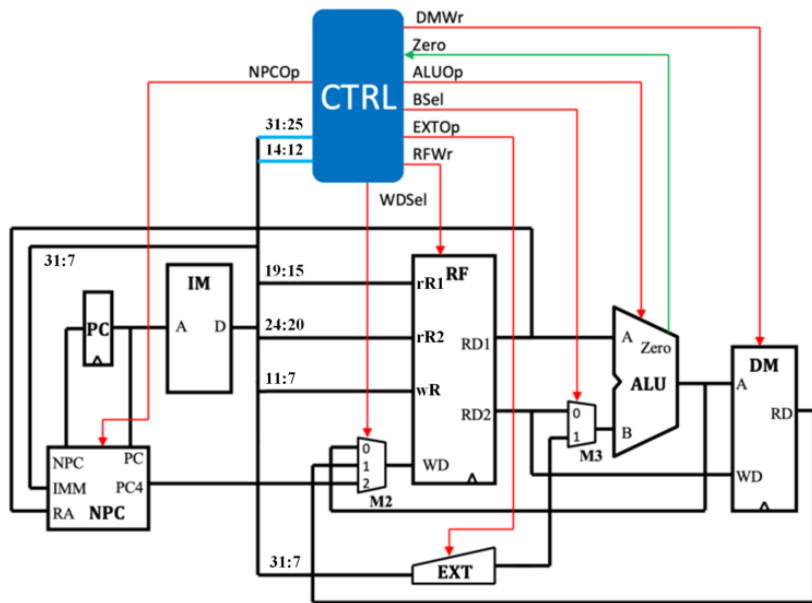 DMWr
Zero
NPCOp
ALUOp
CTRL
BSel
31:25
EXTOp
14:12
RFWr
WDSel
31:7
IM
19:15
rR1
RF
PC
A
D
24:20
rR2
RD1
A
Zero
DM
11:7
wR
ALU
A
RD2
0
RD
1
B
NPC
PC
0
WD
M3
WD
IMM
PC4
1
RA
NPC
2
M2
31:7
EXT